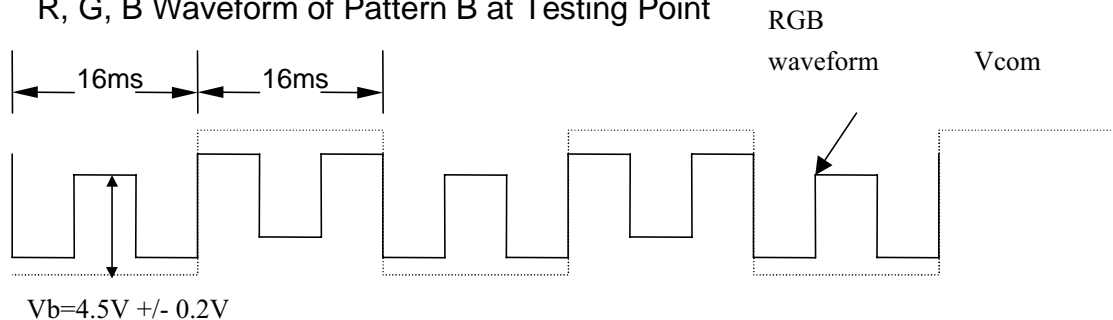 R, G, B Waveform of Pattern B at Testing Point
RGB
waveform
Vcom
16ms
16ms
Vb=4.5V +/- 0.2V